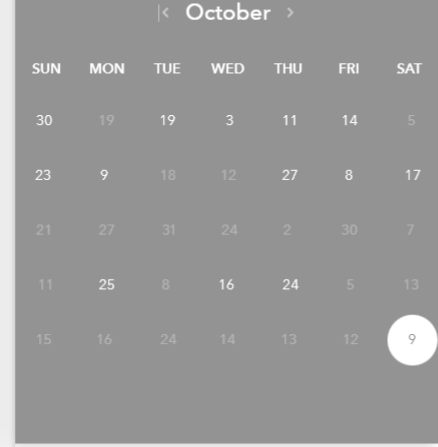 |< October >
SUN MON TUE WED THU FRI SAT
30 19 19 3 11 14 5
23 9 18 12 27 8 17
21 27 31 24 2 30 7
11 25 8 16 24 5 13
15 16 24 14 13 12 9